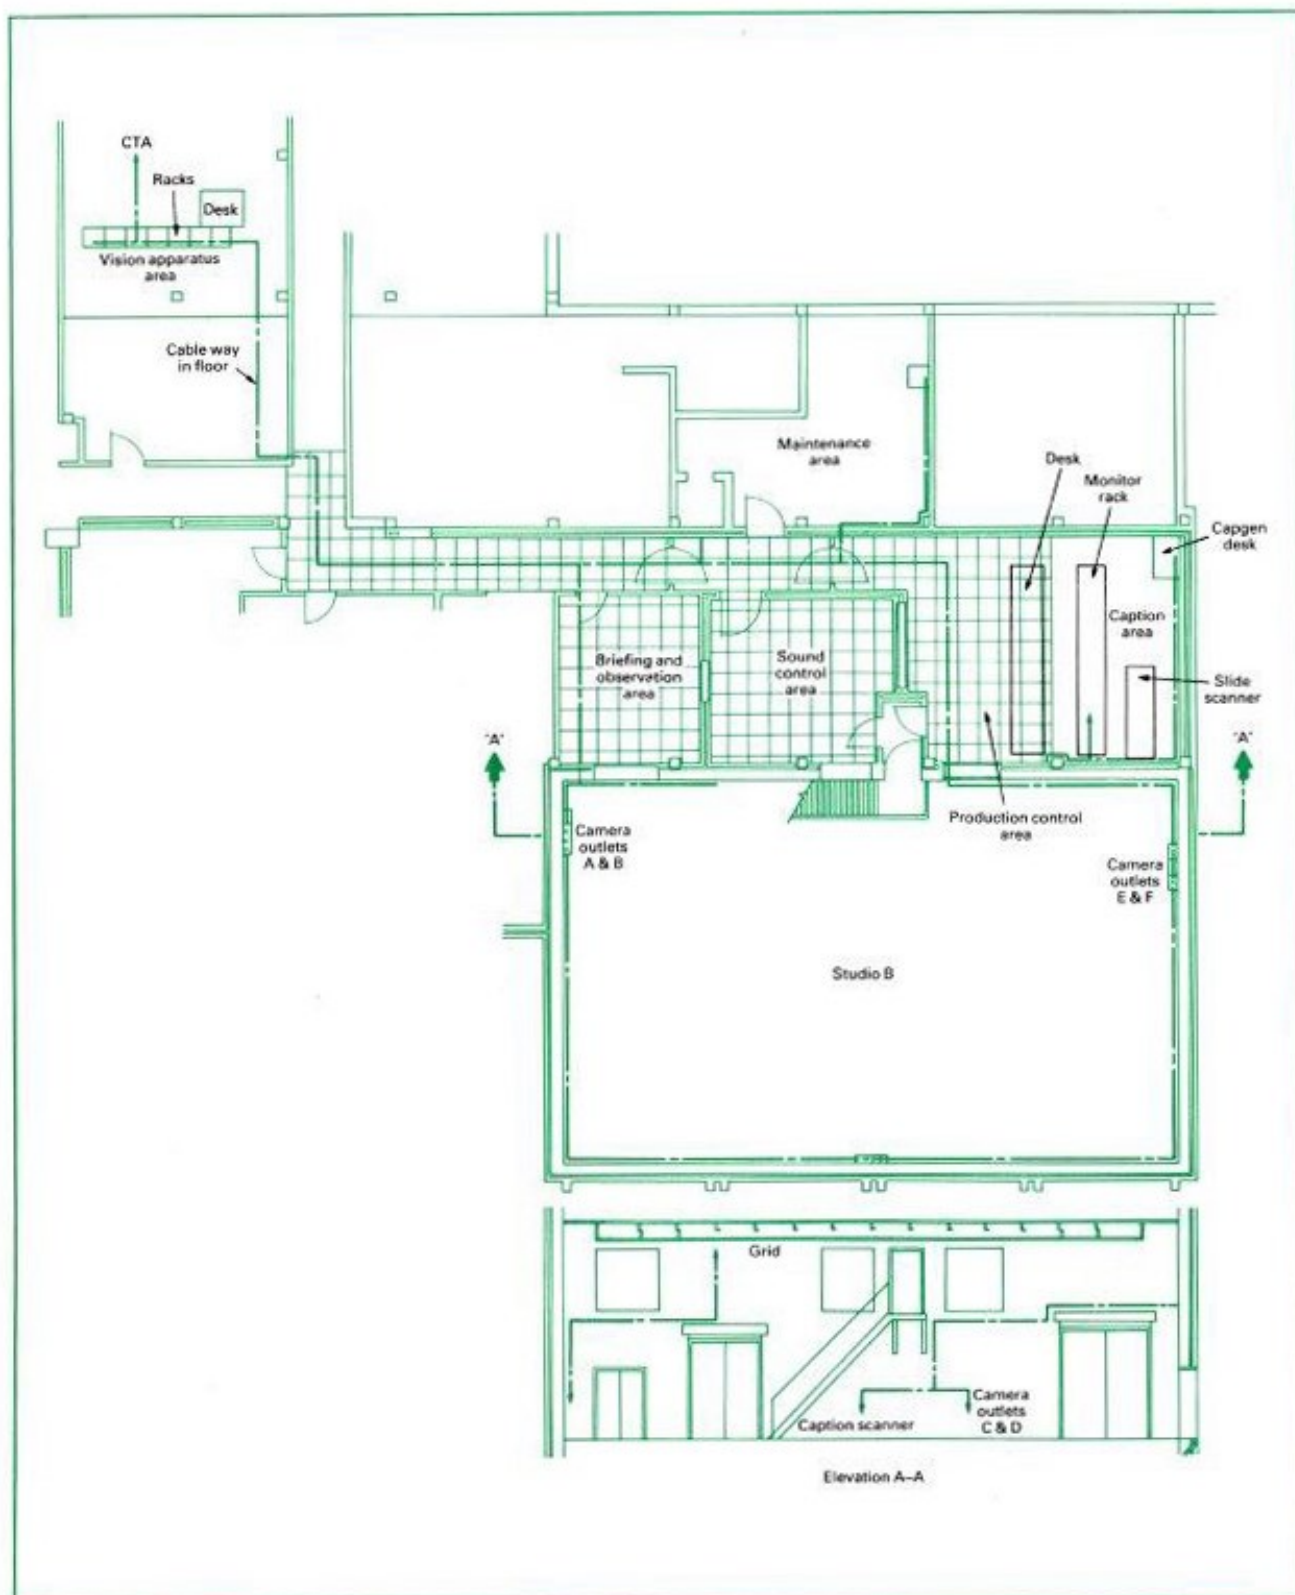 CTA
Racks
Desk
Vision apparatus
area
Cable way
in floor
Maintenance
area
Desk
Monitor
rack
Capgen
desk
Caption
area
Slide
scanner
Briefing and
observation
area
Sound
control
area
"A"
"A"
Production control
area
Camera
outlets
A & B
Camera
outlets
E & F
Studio B
Grid
Caption scanner
Camera
outlets
C & D
Elevation A–A